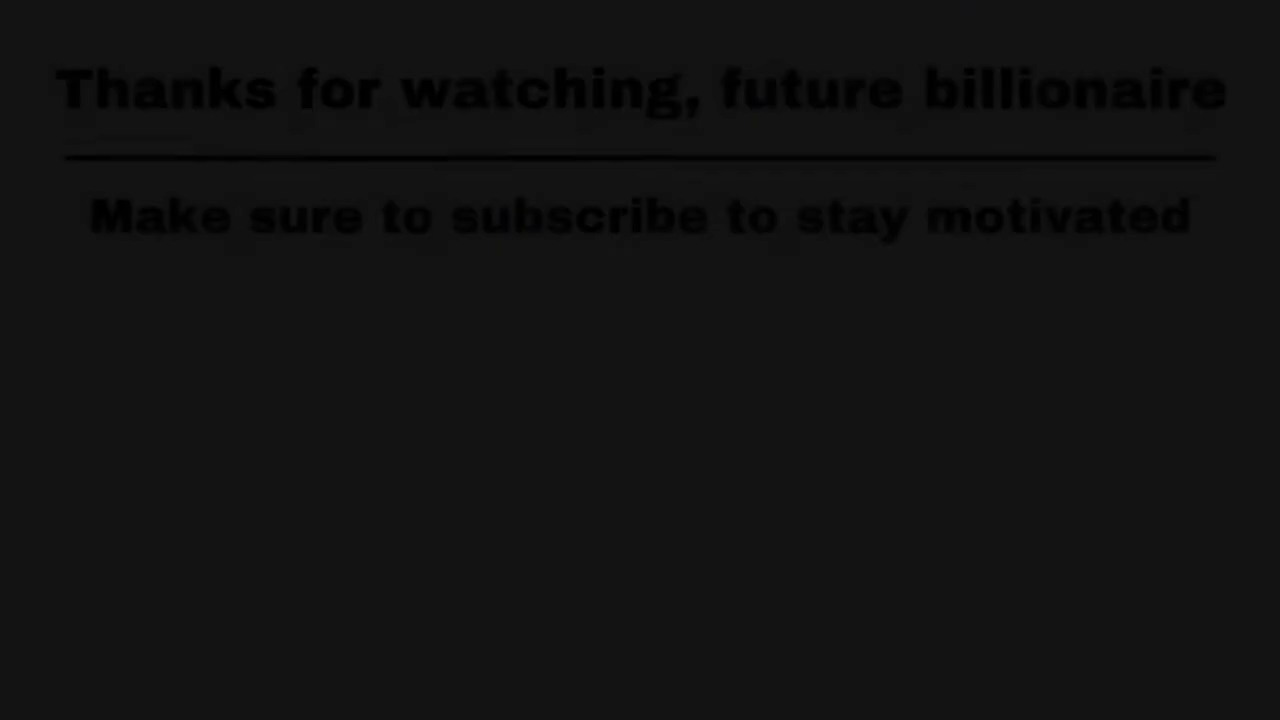 Thanks for watching, future billionaire
Make sure to subscribe to stay motivated